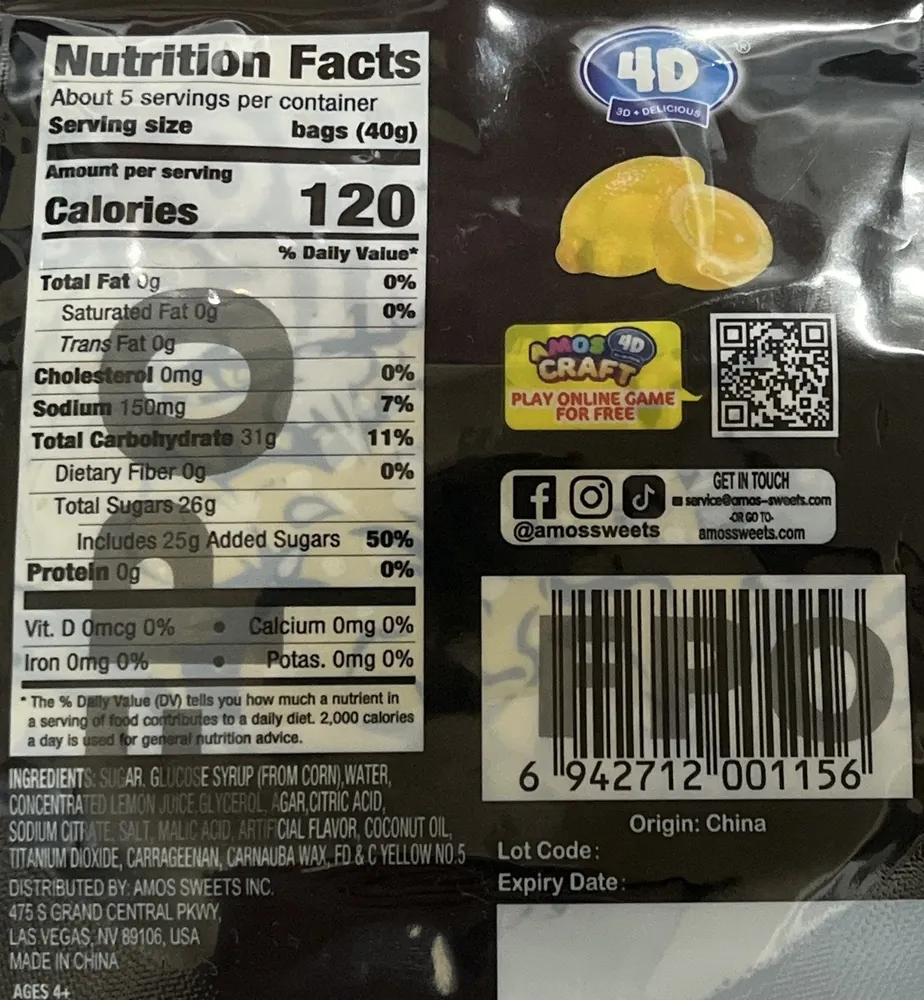 Nutrition Facts
About 5 servings per container
Serving size bags (40g)
Amount per serving
Calories 120
% Daily Value*
Total Fat 0g 0%
Saturated Fat 0g 0%
Trans Fat 0g
Cholesterol 0mg 0%
Sodium 150mg 7%
Total Carbohydrate 31g 11%
Dietary Fiber 0g 0%
Total Sugars 26g
Includes 25g Added Sugars 50%
Protein 0g 0%
Vit. D 0mcg 0% • Calcium 0mg 0%
Iron 0mg 0% • Potas. 0mg 0%
* The % Daily Value (DV) tells you how much a nutrient in
a serving of food contributes to a daily diet. 2,000 calories
a day is used for general nutrition advice.
INGREDIENTS: SUGAR. GLUCOSE SYRUP (FROM CORN),WATER,
CONCENTRATED LEMON JUICE.GLYCEROL. AGAR,CITRIC ACID,
SODIUM CITRATE. SALT, MALIC ACID, ARTIFICIAL FLAVOR, COCONUT OIL,
TITANIUM DIOXIDE, CARRAGEENAN, CARNAUBA WAX, FD & C YELLOW NO.5
DISTRIBUTED BY: AMOS SWEETS INC.
475 S GRAND CENTRAL PKWY,
LAS VEGAS, NV 89106, USA
MADE IN CHINA
AGES 4+
4D®
3D + DELICIOUS
AMOS 4D
CRAFT
PLAY ONLINE GAME
FOR FREE
@amossweets
GET IN TOUCH
service@amos-sweets.com
-OR GO TO-
amossweets.com
FPO
6 942712 001156
Origin: China
Lot Code:
Expiry Date: